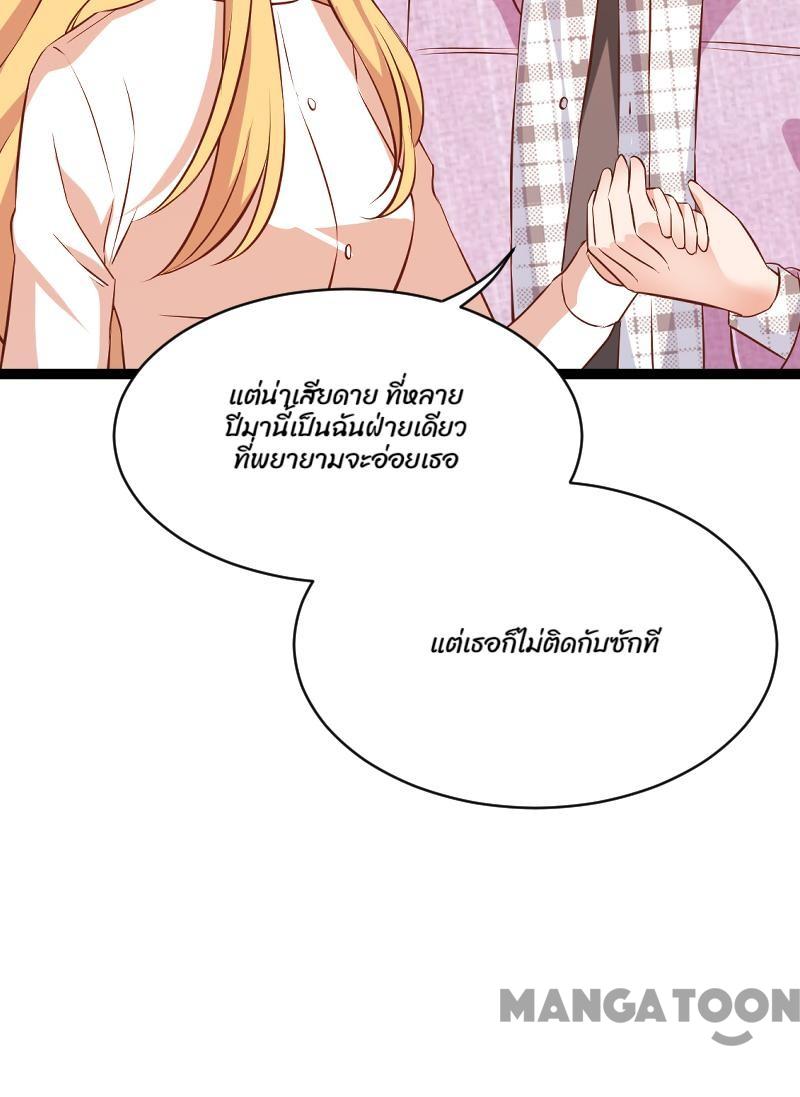 แต่น่าเสียดาย ที่หลาย
ปีมานี้เป็นฉันฝ่ายเดียว
ที่พยายามจะอ่อยเธอ
แต่เธอก็ไม่ติดกับซักที
MANGA TOON